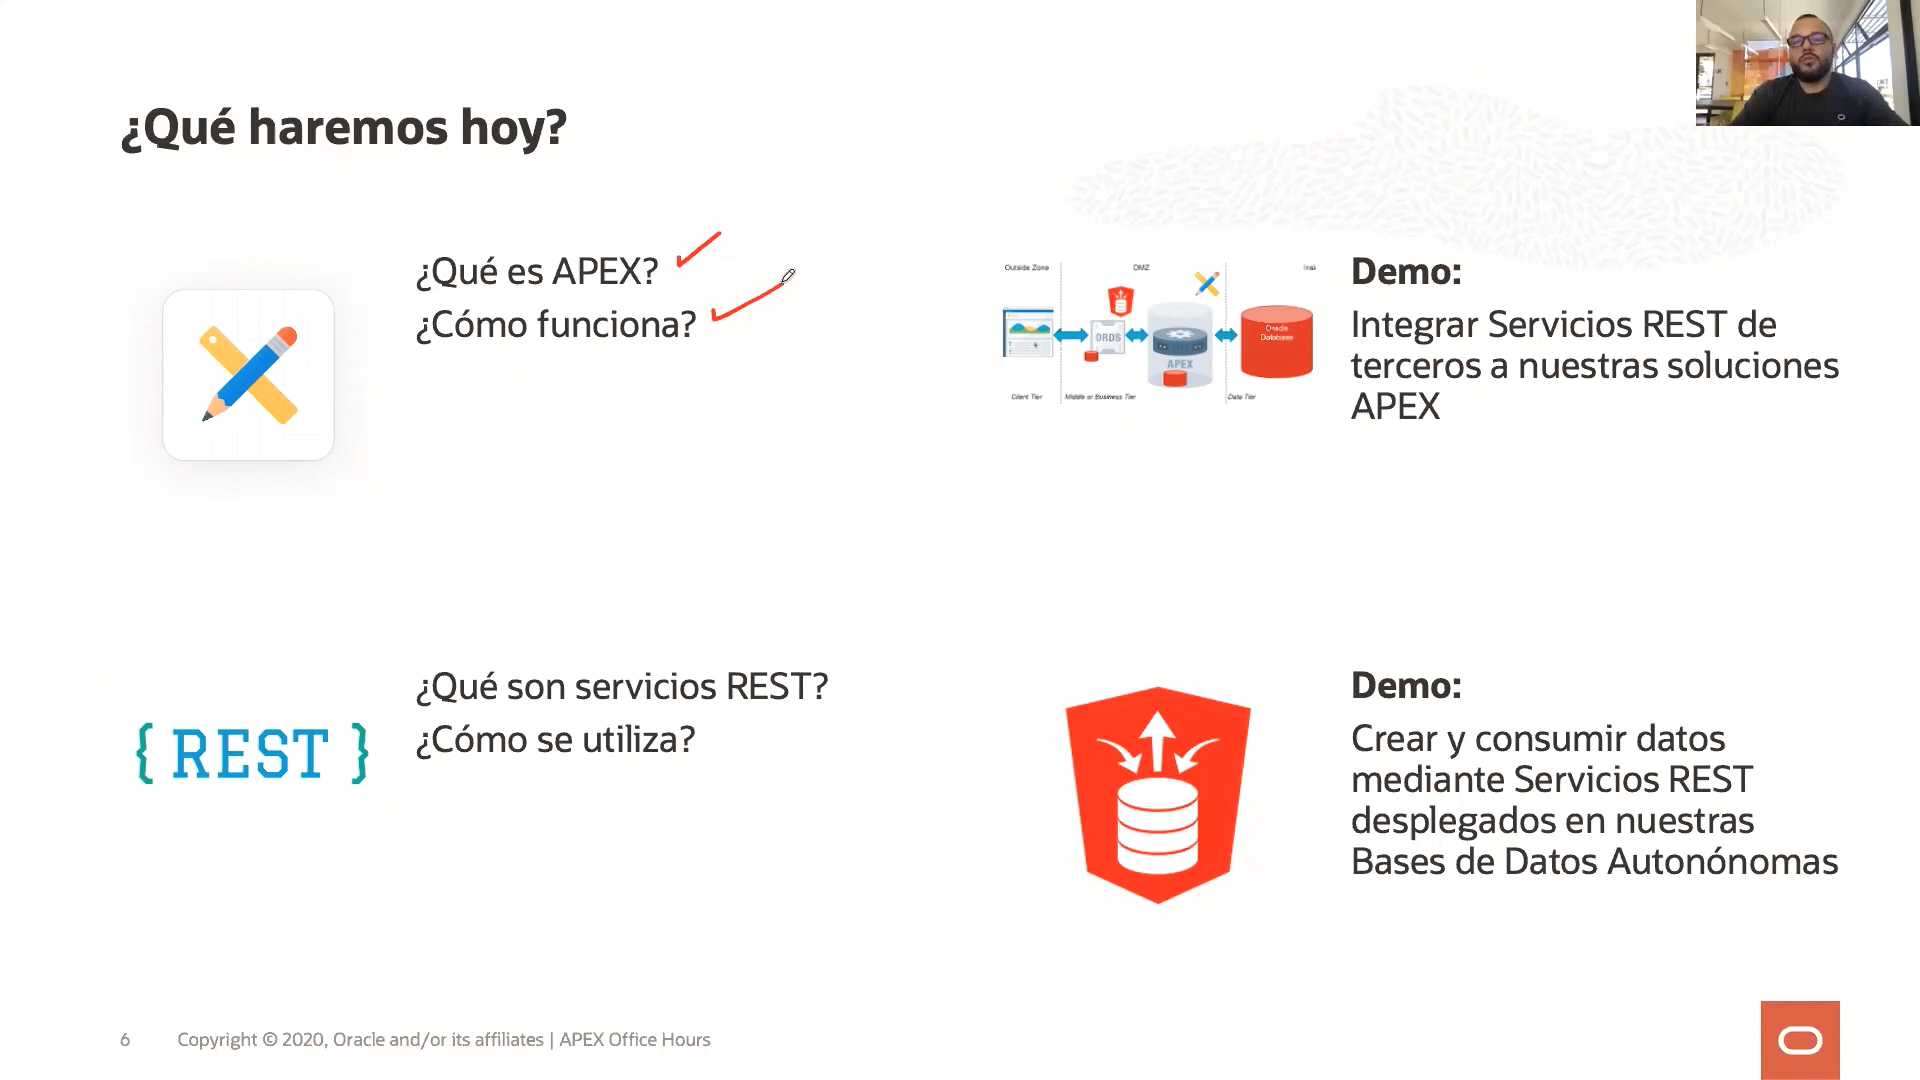 ¿Qué haremos hoy?
¿Qué es APEX?
¿Cómo funciona?
Outside Zone
DMZ
Insi
ORDS
APEX
Oracle
Database
Client Tier
Middle or Business Tier
Data Tier
Demo:
Integrar Servicios REST de
terceros a nuestras soluciones
APEX
{ REST }
¿Qué son servicios REST?
¿Cómo se utiliza?
Demo:
Crear y consumir datos
mediante Servicios REST
desplegados en nuestras
Bases de Datos Autonónomas
6
Copyright © 2020, Oracle and/or its affiliates | APEX Office Hours